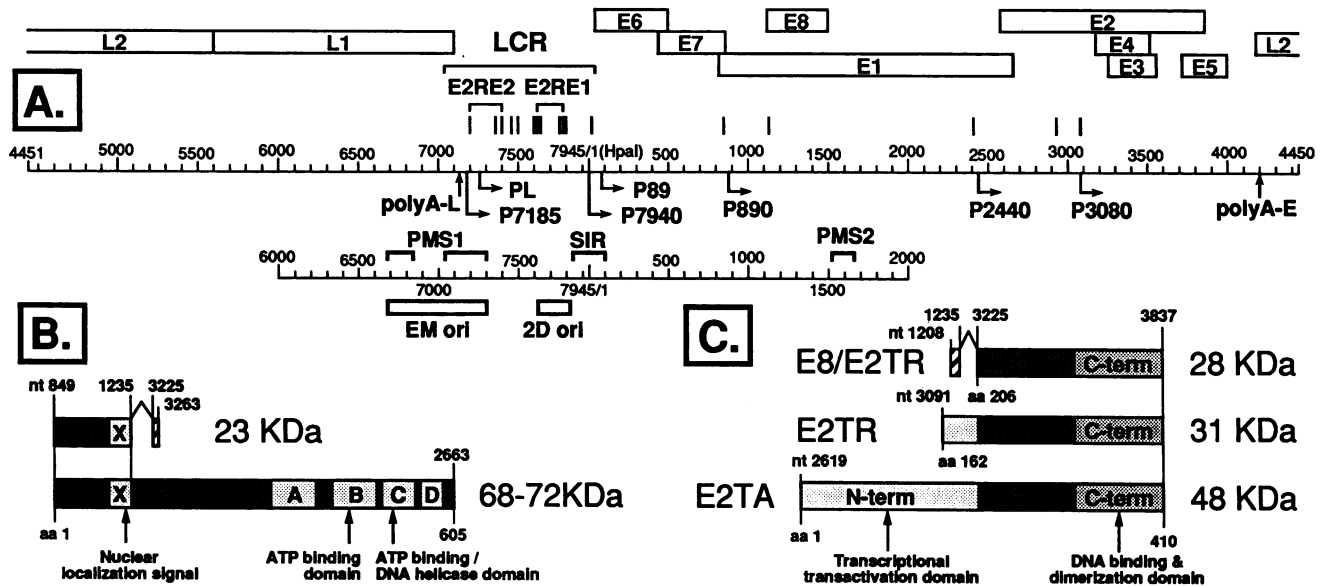 E6 E8 E2
L2 L1 LCR E7 E4 L2
E1 E3 E5
A.
E2RE2 E2RE1
4451 5000 5500 6000 6500 7000 7500 7945/1(HpaI) 500 1000 1500 2000 2500 3000 3500 4000 4450
polyA-L PL P89 P890 P2440 P3080 polyA-E
P7185 P7940
PMS1 SIR PMS2
6000 6500 7500 500 1000 2000
7000 7945/1 1500
EM ori 2D ori
B.
nt 849 1235 3225
3263
X
23 KDa
2663
X A B C D
68-72KDa
aa 1 605
Nuclear
localization signal
ATP binding
domain
ATP binding /
DNA helicase domain
C.
1235 3225 3837
nt 1208
E8/E2TR C-term 28 KDa
nt 3091 aa 206
E2TR C-term 31 KDa
nt 2619 aa 162
E2TA N-term C-term 48 KDa
aa 1 410
Transcriptional
transactivation domain
DNA binding &
dimerization domain